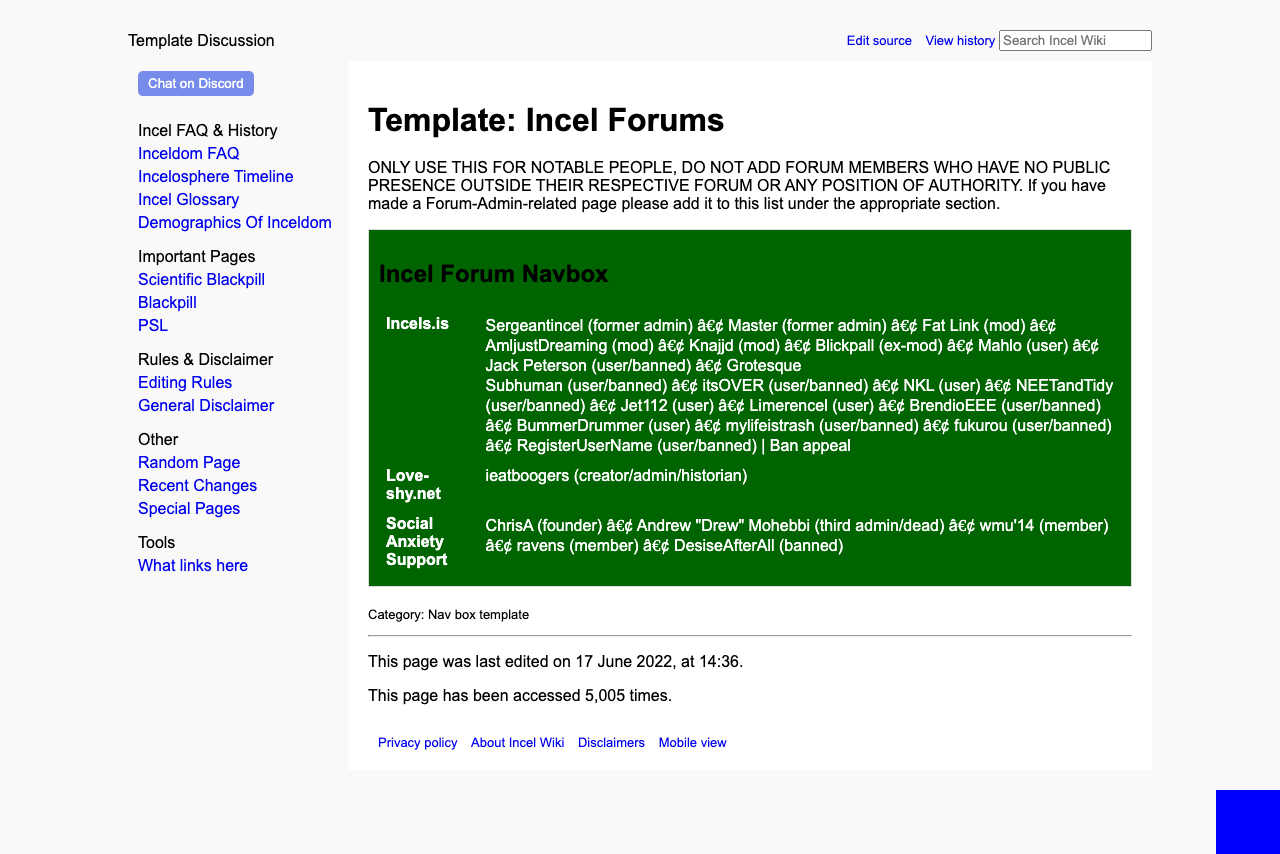 Template Discussion
Edit source View history Search Incel Wiki
Chat on Discord
Incel FAQ & History
Inceldom FAQ
Incelosphere Timeline
Incel Glossary
Demographics Of Inceldom
Important Pages
Scientific Blackpill
Blackpill
PSL
Rules & Disclaimer
Editing Rules
General Disclaimer
Other
Random Page
Recent Changes
Special Pages
Tools
What links here
Template: Incel Forums
ONLY USE THIS FOR NOTABLE PEOPLE, DO NOT ADD FORUM MEMBERS WHO HAVE NO PUBLIC
PRESENCE OUTSIDE THEIR RESPECTIVE FORUM OR ANY POSITION OF AUTHORITY. If you have
made a Forum-Admin-related page please add it to this list under the appropriate section.
Incel Forum Navbox
Incels.is
Sergeantincel (former admin) â€¢ Master (former admin) â€¢ Fat Link (mod) â€¢
AmIjustDreaming (mod) â€¢ Knajjd (mod) â€¢ Blickpall (ex-mod) â€¢ Mahlo (user) â€¢
Jack Peterson (user/banned) â€¢ Grotesque
Subhuman (user/banned) â€¢ itsOVER (user/banned) â€¢ NKL (user) â€¢ NEETandTidy
(user/banned) â€¢ Jet112 (user) â€¢ Limerencel (user) â€¢ BrendioEEE (user/banned)
â€¢ BummerDrummer (user) â€¢ mylifeistrash (user/banned) â€¢ fukurou (user/banned)
â€¢ RegisterUserName (user/banned) | Ban appeal
Love-
shy.net
ieatboogers (creator/admin/historian)
Social
Anxiety
Support
ChrisA (founder) â€¢ Andrew "Drew" Mohebbi (third admin/dead) â€¢ wmu'14 (member)
â€¢ ravens (member) â€¢ DesiseAfterAll (banned)
Category: Nav box template
This page was last edited on 17 June 2022, at 14:36.
This page has been accessed 5,005 times.
Privacy policy About Incel Wiki Disclaimers Mobile view